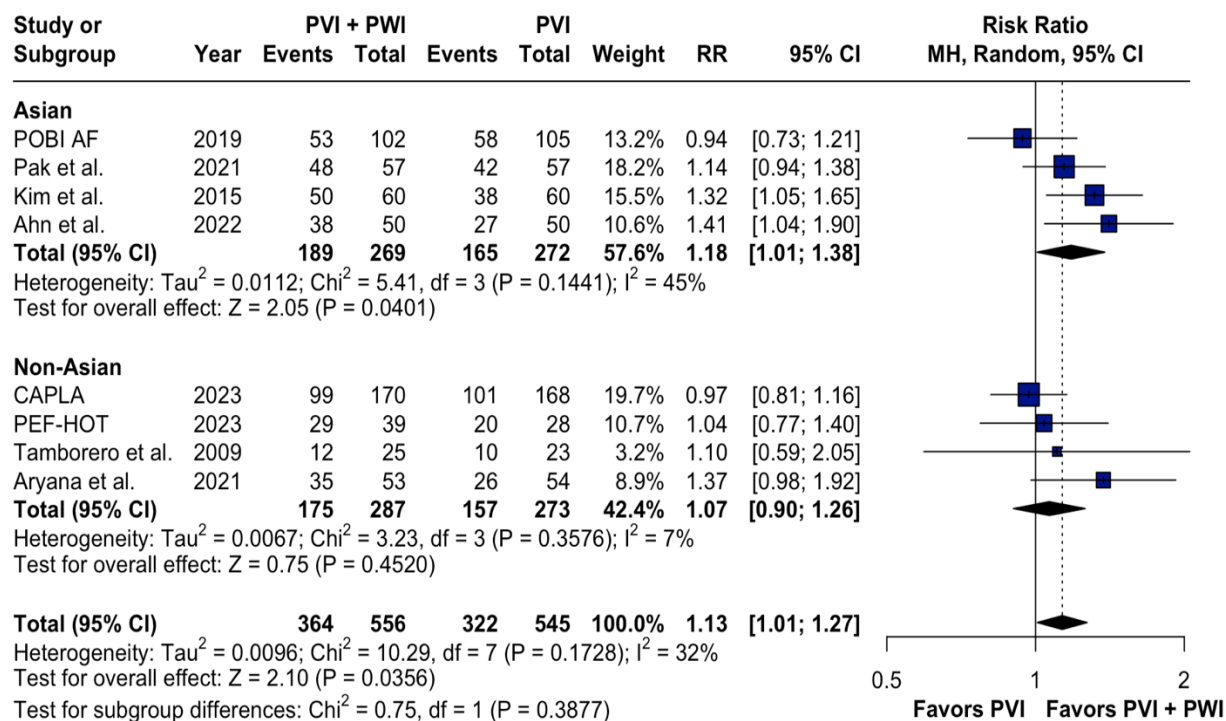 Study or PVI + PWI PVI Risk Ratio
Subgroup Year Events Total Events Total Weight RR 95% CI MH, Random, 95% CI
Asian
POBI AF 2019 53 102 58 105 13.2% 0.94 [0.73; 1.21]
Pak et al. 2021 48 57 42 57 18.2% 1.14 [0.94; 1.38]
Kim et al. 2015 50 60 38 60 15.5% 1.32 [1.05; 1.65]
Ahn et al. 2022 38 50 27 50 10.6% 1.41 [1.04; 1.90]
Total (95% CI) 189 269 165 272 57.6% 1.18 [1.01; 1.38]
Heterogeneity: Tau² = 0.0112; Chi² = 5.41, df = 3 (P = 0.1441); I² = 45%
Test for overall effect: Z = 2.05 (P = 0.0401)
Non-Asian
CAPLA 2023 99 170 101 168 19.7% 0.97 [0.81; 1.16]
PEF-HOT 2023 29 39 20 28 10.7% 1.04 [0.77; 1.40]
Tamborero et al. 2009 12 25 10 23 3.2% 1.10 [0.59; 2.05]
Aryana et al. 2021 35 53 26 54 8.9% 1.37 [0.98; 1.92]
Total (95% CI) 175 287 157 273 42.4% 1.07 [0.90; 1.26]
Heterogeneity: Tau² = 0.0067; Chi² = 3.23, df = 3 (P = 0.3576); I² = 7%
Test for overall effect: Z = 0.75 (P = 0.4520)
Total (95% CI) 364 556 322 545 100.0% 1.13 [1.01; 1.27]
Heterogeneity: Tau² = 0.0096; Chi² = 10.29, df = 7 (P = 0.1728); I² = 32%
Test for overall effect: Z = 2.10 (P = 0.0356) 0.5 1 2
Test for subgroup differences: Chi² = 0.75, df = 1 (P = 0.3877) Favors PVI Favors PVI + PWI